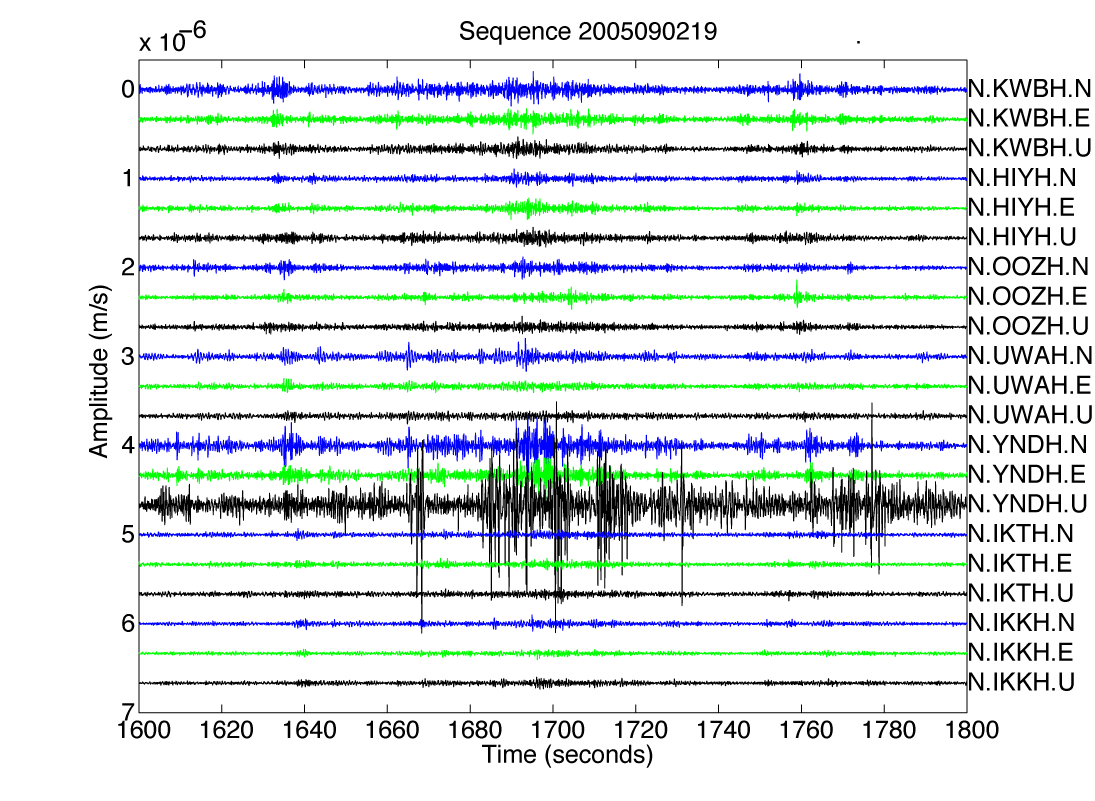 Sequence 2005090219
x 10^-6
0
1
2
3
4
5
6
7
Amplitude (m/s)
N.KWBH.N
N.KWBH.E
N.KWBH.U
N.HIYH.N
N.HIYH.E
N.HIYH.U
N.OOZH.N
N.OOZH.E
N.OOZH.U
N.UWAH.N
N.UWAH.E
N.UWAH.U
N.YNDH.N
N.YNDH.E
N.YNDH.U
N.IKTH.N
N.IKTH.E
N.IKTH.U
N.IKKH.N
N.IKKH.E
N.IKKH.U
1600 1620 1640 1660 1680 1700 1720 1740 1760 1780 1800
Time (seconds)